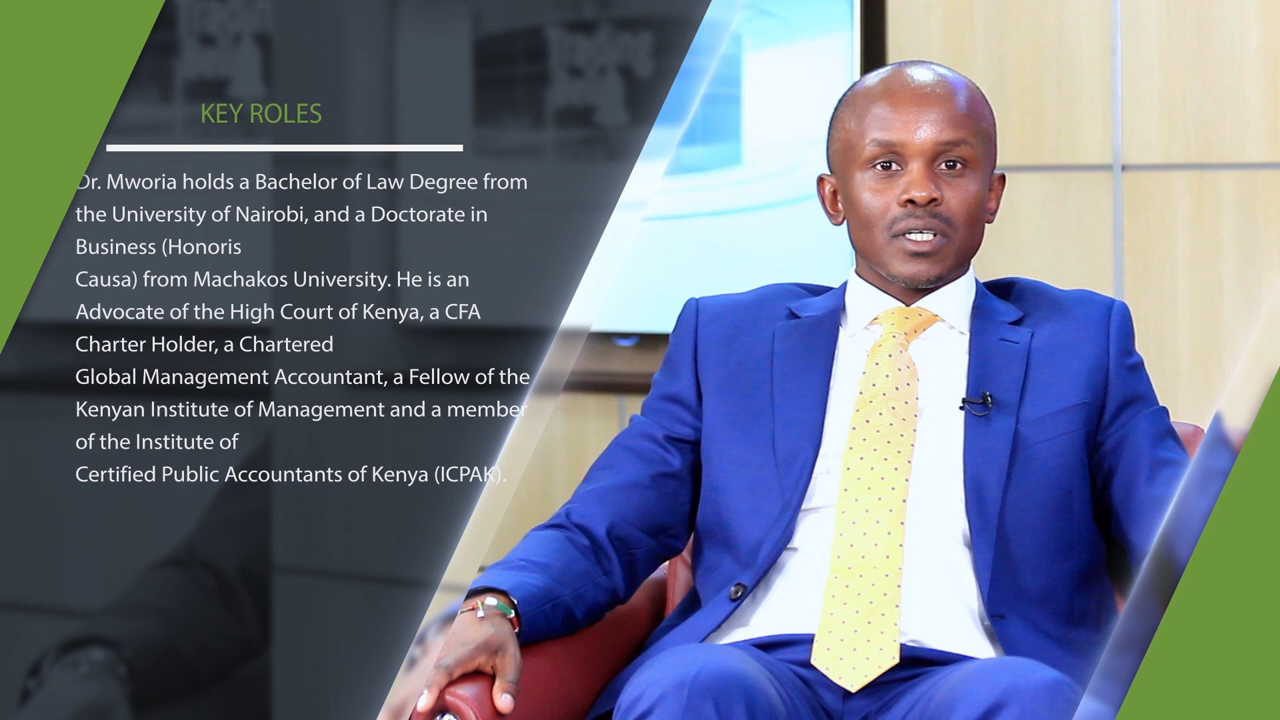 KEY ROLES
Dr. Mworia holds a Bachelor of Law Degree from
the University of Nairobi, and a Doctorate in
Business (Honoris
Causa) from Machakos University. He is an
Advocate of the High Court of Kenya, a CFA
Charter Holder, a Chartered
Global Management Accountant, a Fellow of the
Kenyan Institute of Management and a member
of the Institute of
Certified Public Accountants of Kenya (ICPAK).